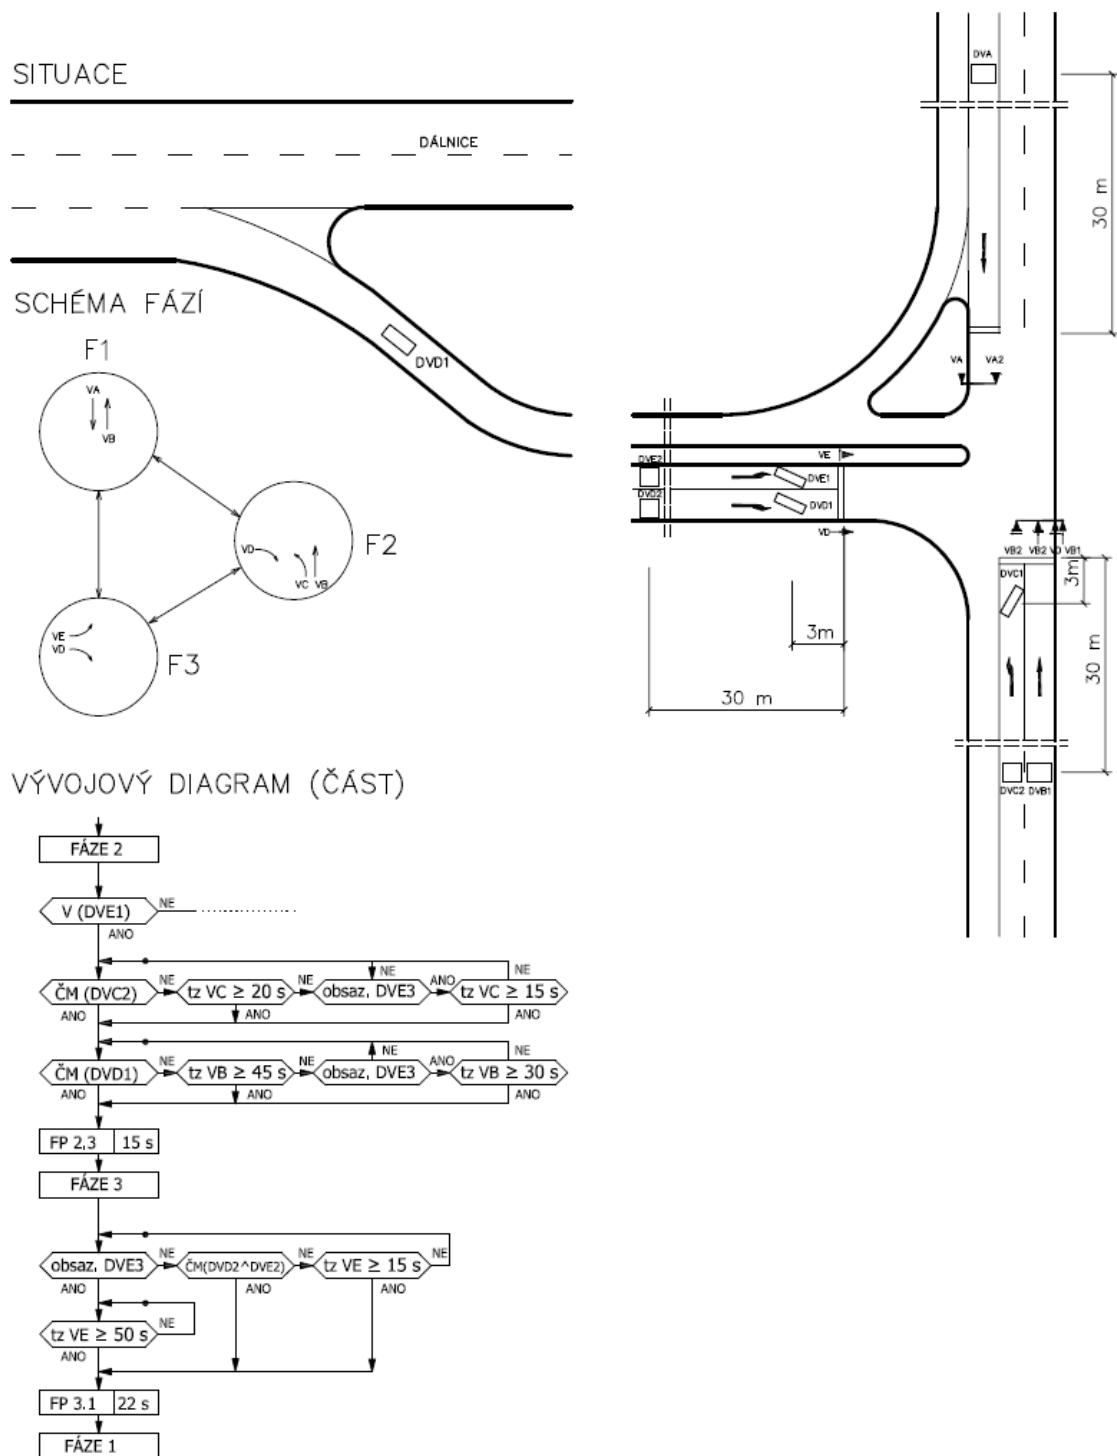 SITUACE
DÁLNICE
DVD1
DVA
30 m
VA
VA2
SCHÉMA FÁZÍ
F1
VA
VB
F2
VD
VC
VB
F3
VE
VD
DVE2
DVD2
VE
DVE1
DVD1
VD
3m
30 m
VB2
VB2
VB1
DVC1
3m
30 m
DVC2
DVB1
VÝVOJOVÝ DIAGRAM (ČÁST)
FÁZE 2
V (DVE1)
NE
ANO
ČM (DVC2)
NE
tz VC ≥ 20 s
NE
obsaz. DVE3
NE
ANO
tz VC ≥ 15 s
NE
ANO
ANO
ANO
ČM (DVD1)
NE
tz VB ≥ 45 s
NE
obsaz. DVE3
NE
ANO
tz VB ≥ 30 s
NE
ANO
ANO
ANO
FP 2.3
15 s
FÁZE 3
obsaz. DVE3
NE
ČM(DVD2^DVE2)
NE
tz VE ≥ 15 s
NE
ANO
ANO
ANO
tz VE ≥ 50 s
NE
ANO
FP 3.1
22 s
FÁZE 1